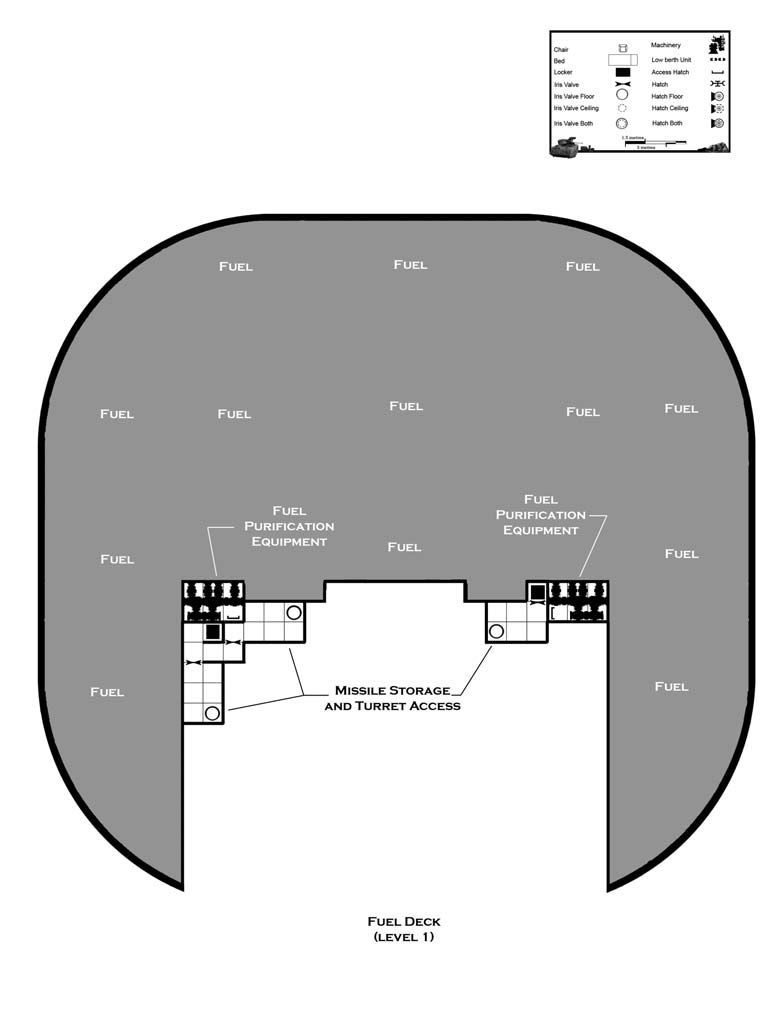 Chair
Machinery
Bed
Low berth Unit
Locker
Access Hatch
Iris Valve
Hatch
Iris Valve Floor
Hatch Floor
Iris Valve Ceiling
Hatch Ceiling
Iris Valve Both
Hatch Both
1.5 metres
3 metres
Fuel
Fuel
Fuel
Fuel
Fuel
Fuel
Fuel
Fuel
Fuel
Purification
Equipment
Fuel
Purification
Equipment
Fuel
Fuel
Fuel
Fuel
Missile Storage
and Turret Access
Fuel
Fuel Deck
(level 1)